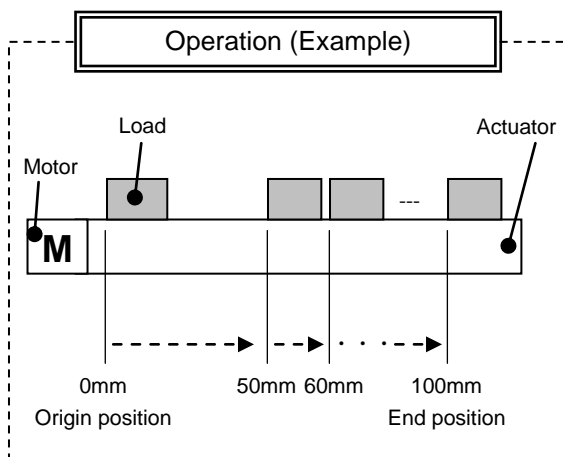 Operation (Example)
Load
Actuator
Motor
M
---
0mm
50mm
60mm
100mm
Origin position
End position